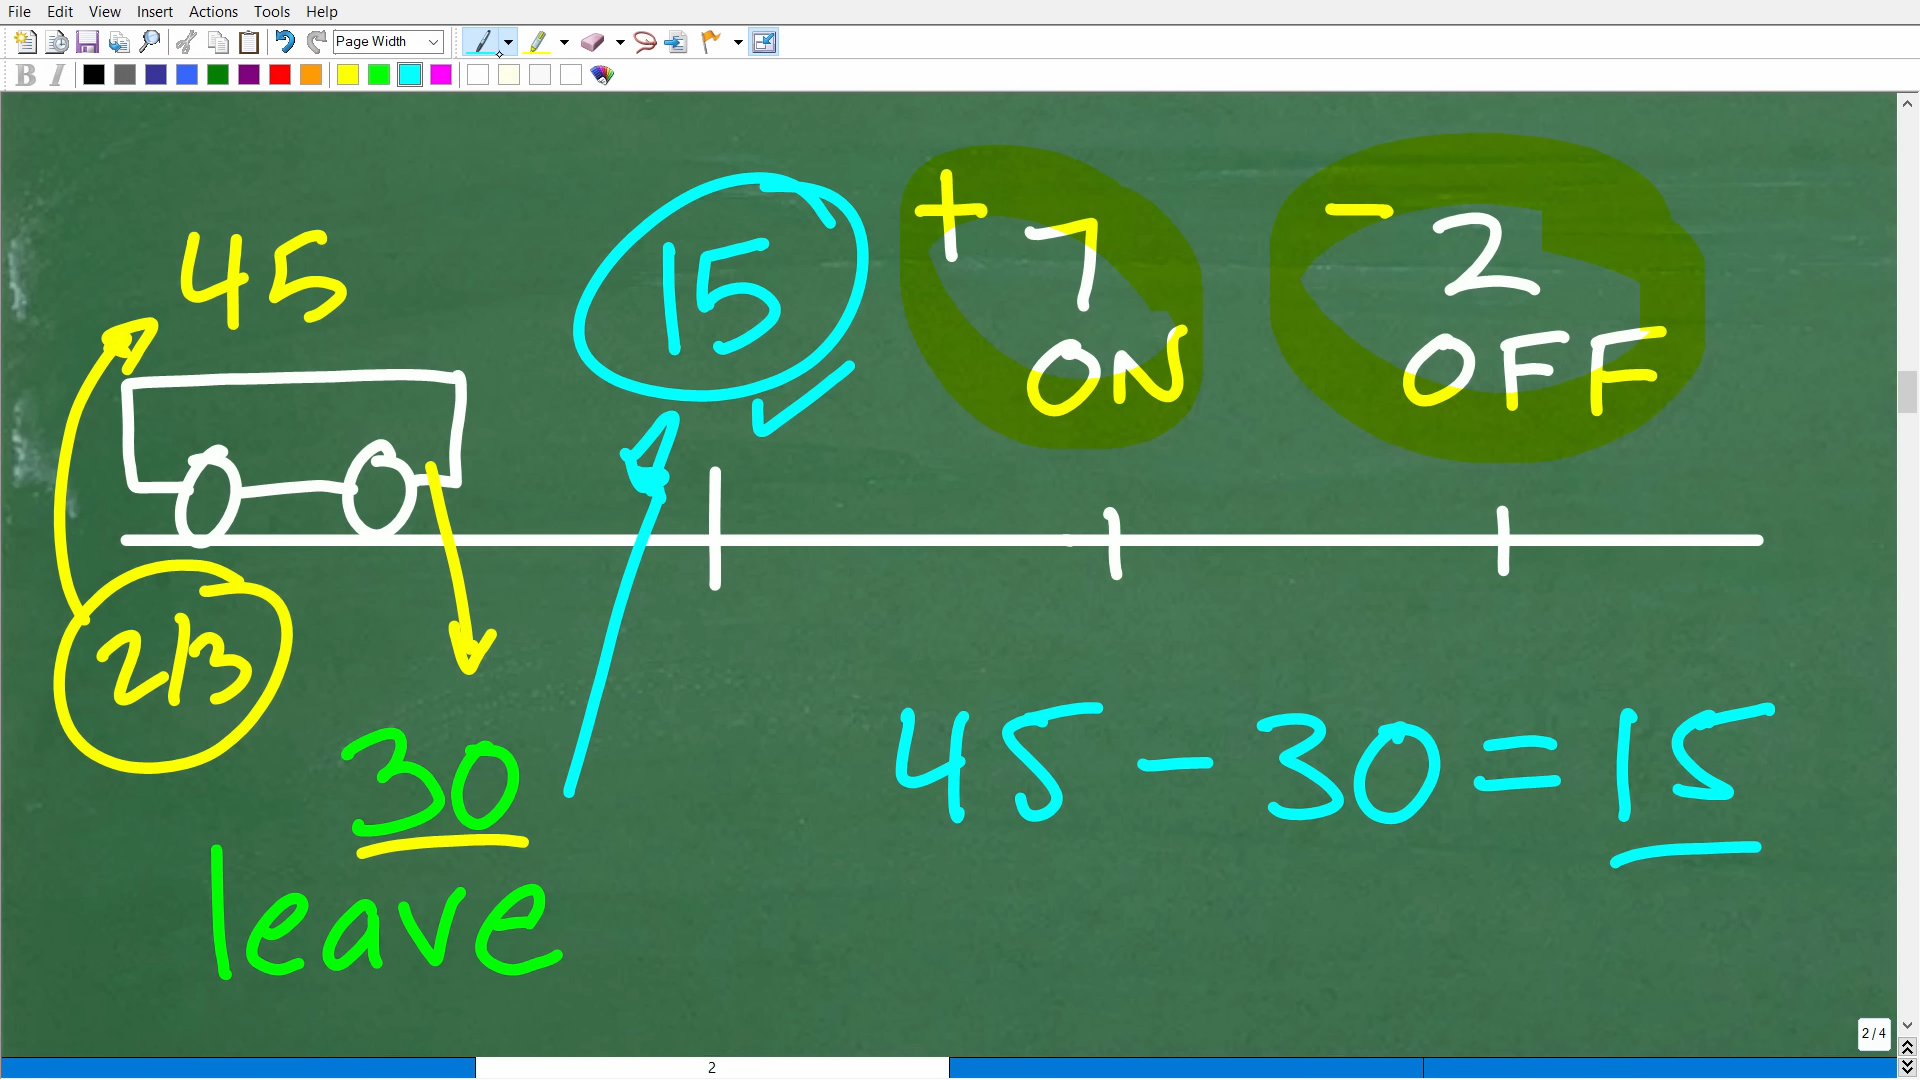 File Edit View Insert Actions Tools Help
Page Width
B I
45
15
+ 7
ON
- 2
OFF
2/3
30
leave
45 - 30 = 15
2/4
2